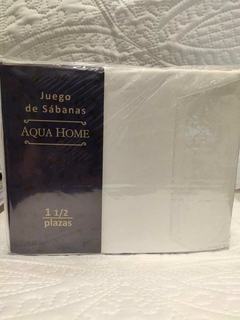 Juego
de Sábanas
AQUA HOME
1 1/2
plazas